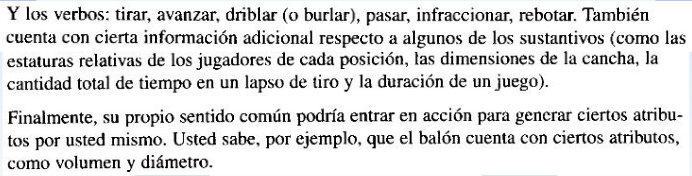 Y los verbos: tirar, avanzar, driblar (o burlar), pasar, infraccionar, rebotar. También
cuenta con cierta información adicional respecto a algunos de los sustantivos (como las
estaturas relativas de los jugadores de cada posición, las dimensiones de la cancha, la
cantidad total de tiempo en un lapso de tiro y la duración de un juego).
Finalmente, su propio sentido común podría entrar en acción para generar ciertos atribu-
tos por usted mismo. Usted sabe, por ejemplo, que el balón cuenta con ciertos atributos,
como volumen y diámetro.